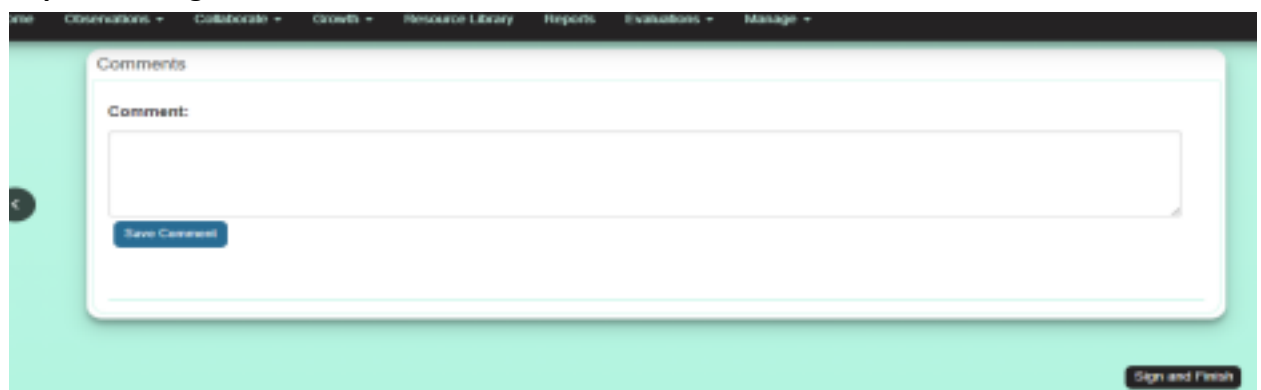 Observations Collaborate Growth Resource Library Reports Evaluations Manage
Comments
Comment:
Save Comment
Sign and Finish